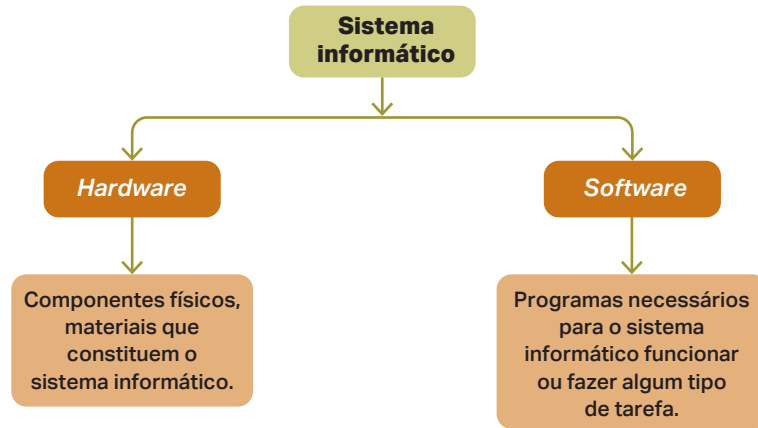 Sistema
informático
Hardware
Software
Componentes físicos,
materiais que
constituem o
sistema informático.
Programas necessários
para o sistema
informático funcionar
ou fazer algum tipo
de tarefa.